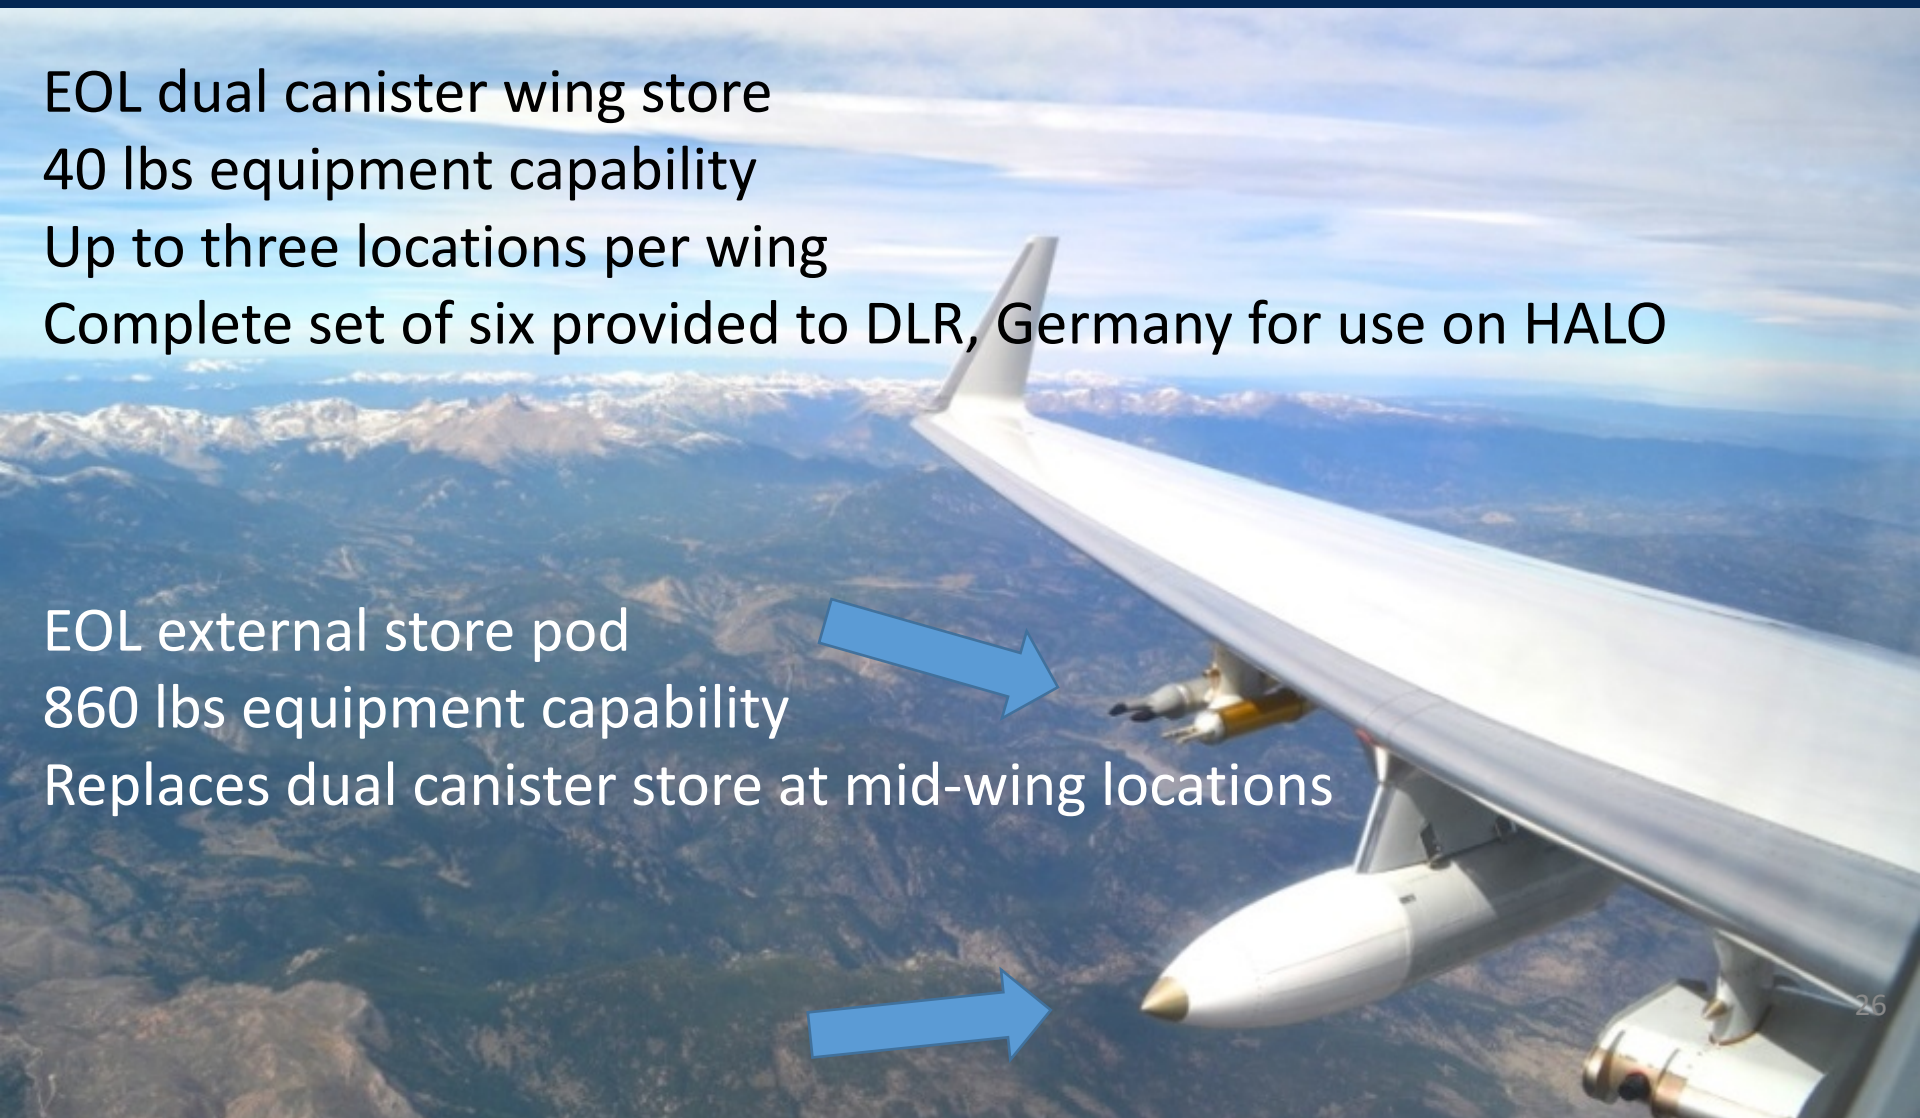 EOL dual canister wing store
40 lbs equipment capability
Up to three locations per wing
Complete set of six provided to DLR, Germany for use on HALO
EOL external store pod
860 lbs equipment capability
Replaces dual canister store at mid-wing locations
26